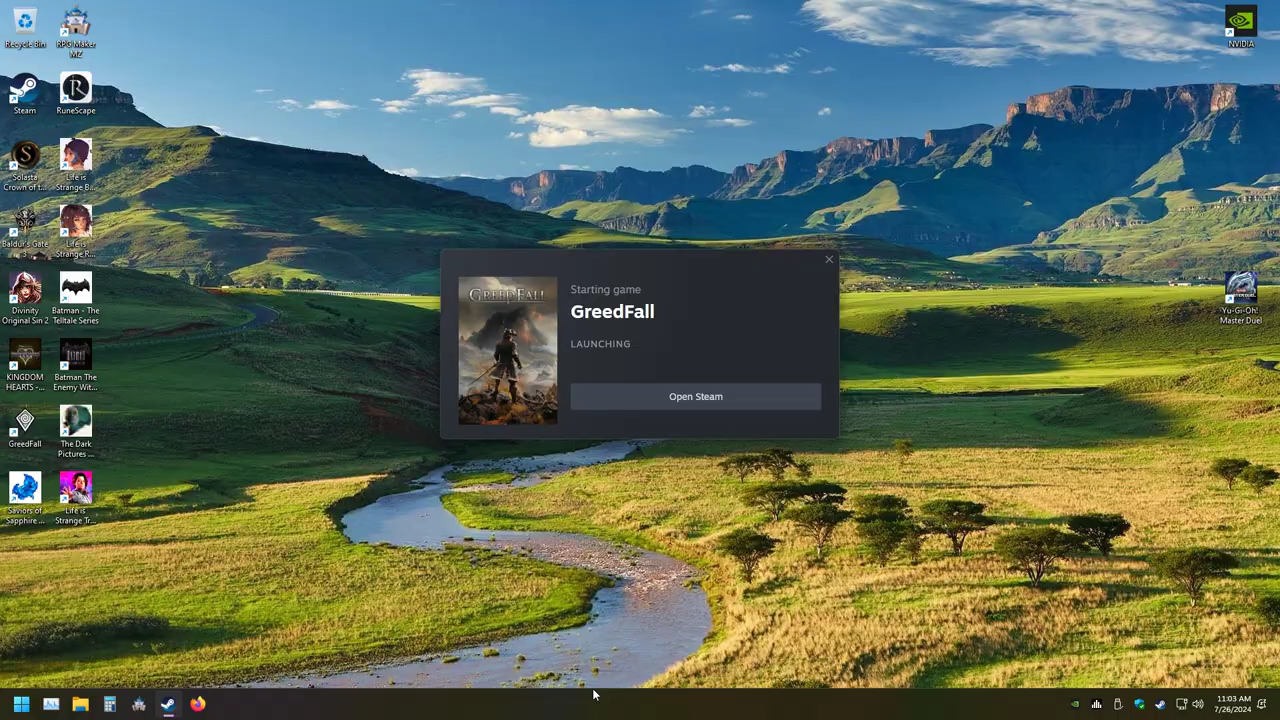 Recycle Bin
RPG Maker
MZ
NVIDIA
Steam
RuneScape
Solasta
Crown of t...
Life is
Strange B...
Baldur's Gate
3
Life is
Strange R...
Divinity
Original Sin 2
Batman - The
Telltale Series
KINGDOM
HEARTS -...
Batman The
Enemy Wit...
GreedFall
The Dark
Pictures ...
Saviors of
Sapphire ...
Life is
Strange Tr...
Yu-Gi-Oh!
Master Duel
GREEDFALL
Starting game
GreedFall
LAUNCHING
Open Steam
11:03 AM
7/26/2024